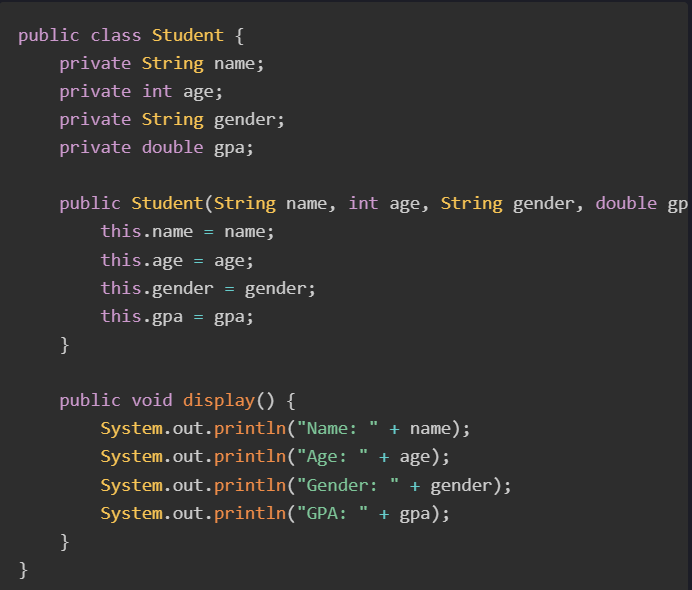 public class Student {
    private String name;
    private int age;
    private String gender;
    private double gpa;

    public Student(String name, int age, String gender, double gp
        this.name = name;
        this.age = age;
        this.gender = gender;
        this.gpa = gpa;
    }

    public void display() {
        System.out.println("Name: " + name);
        System.out.println("Age: " + age);
        System.out.println("Gender: " + gender);
        System.out.println("GPA: " + gpa);
    }
}